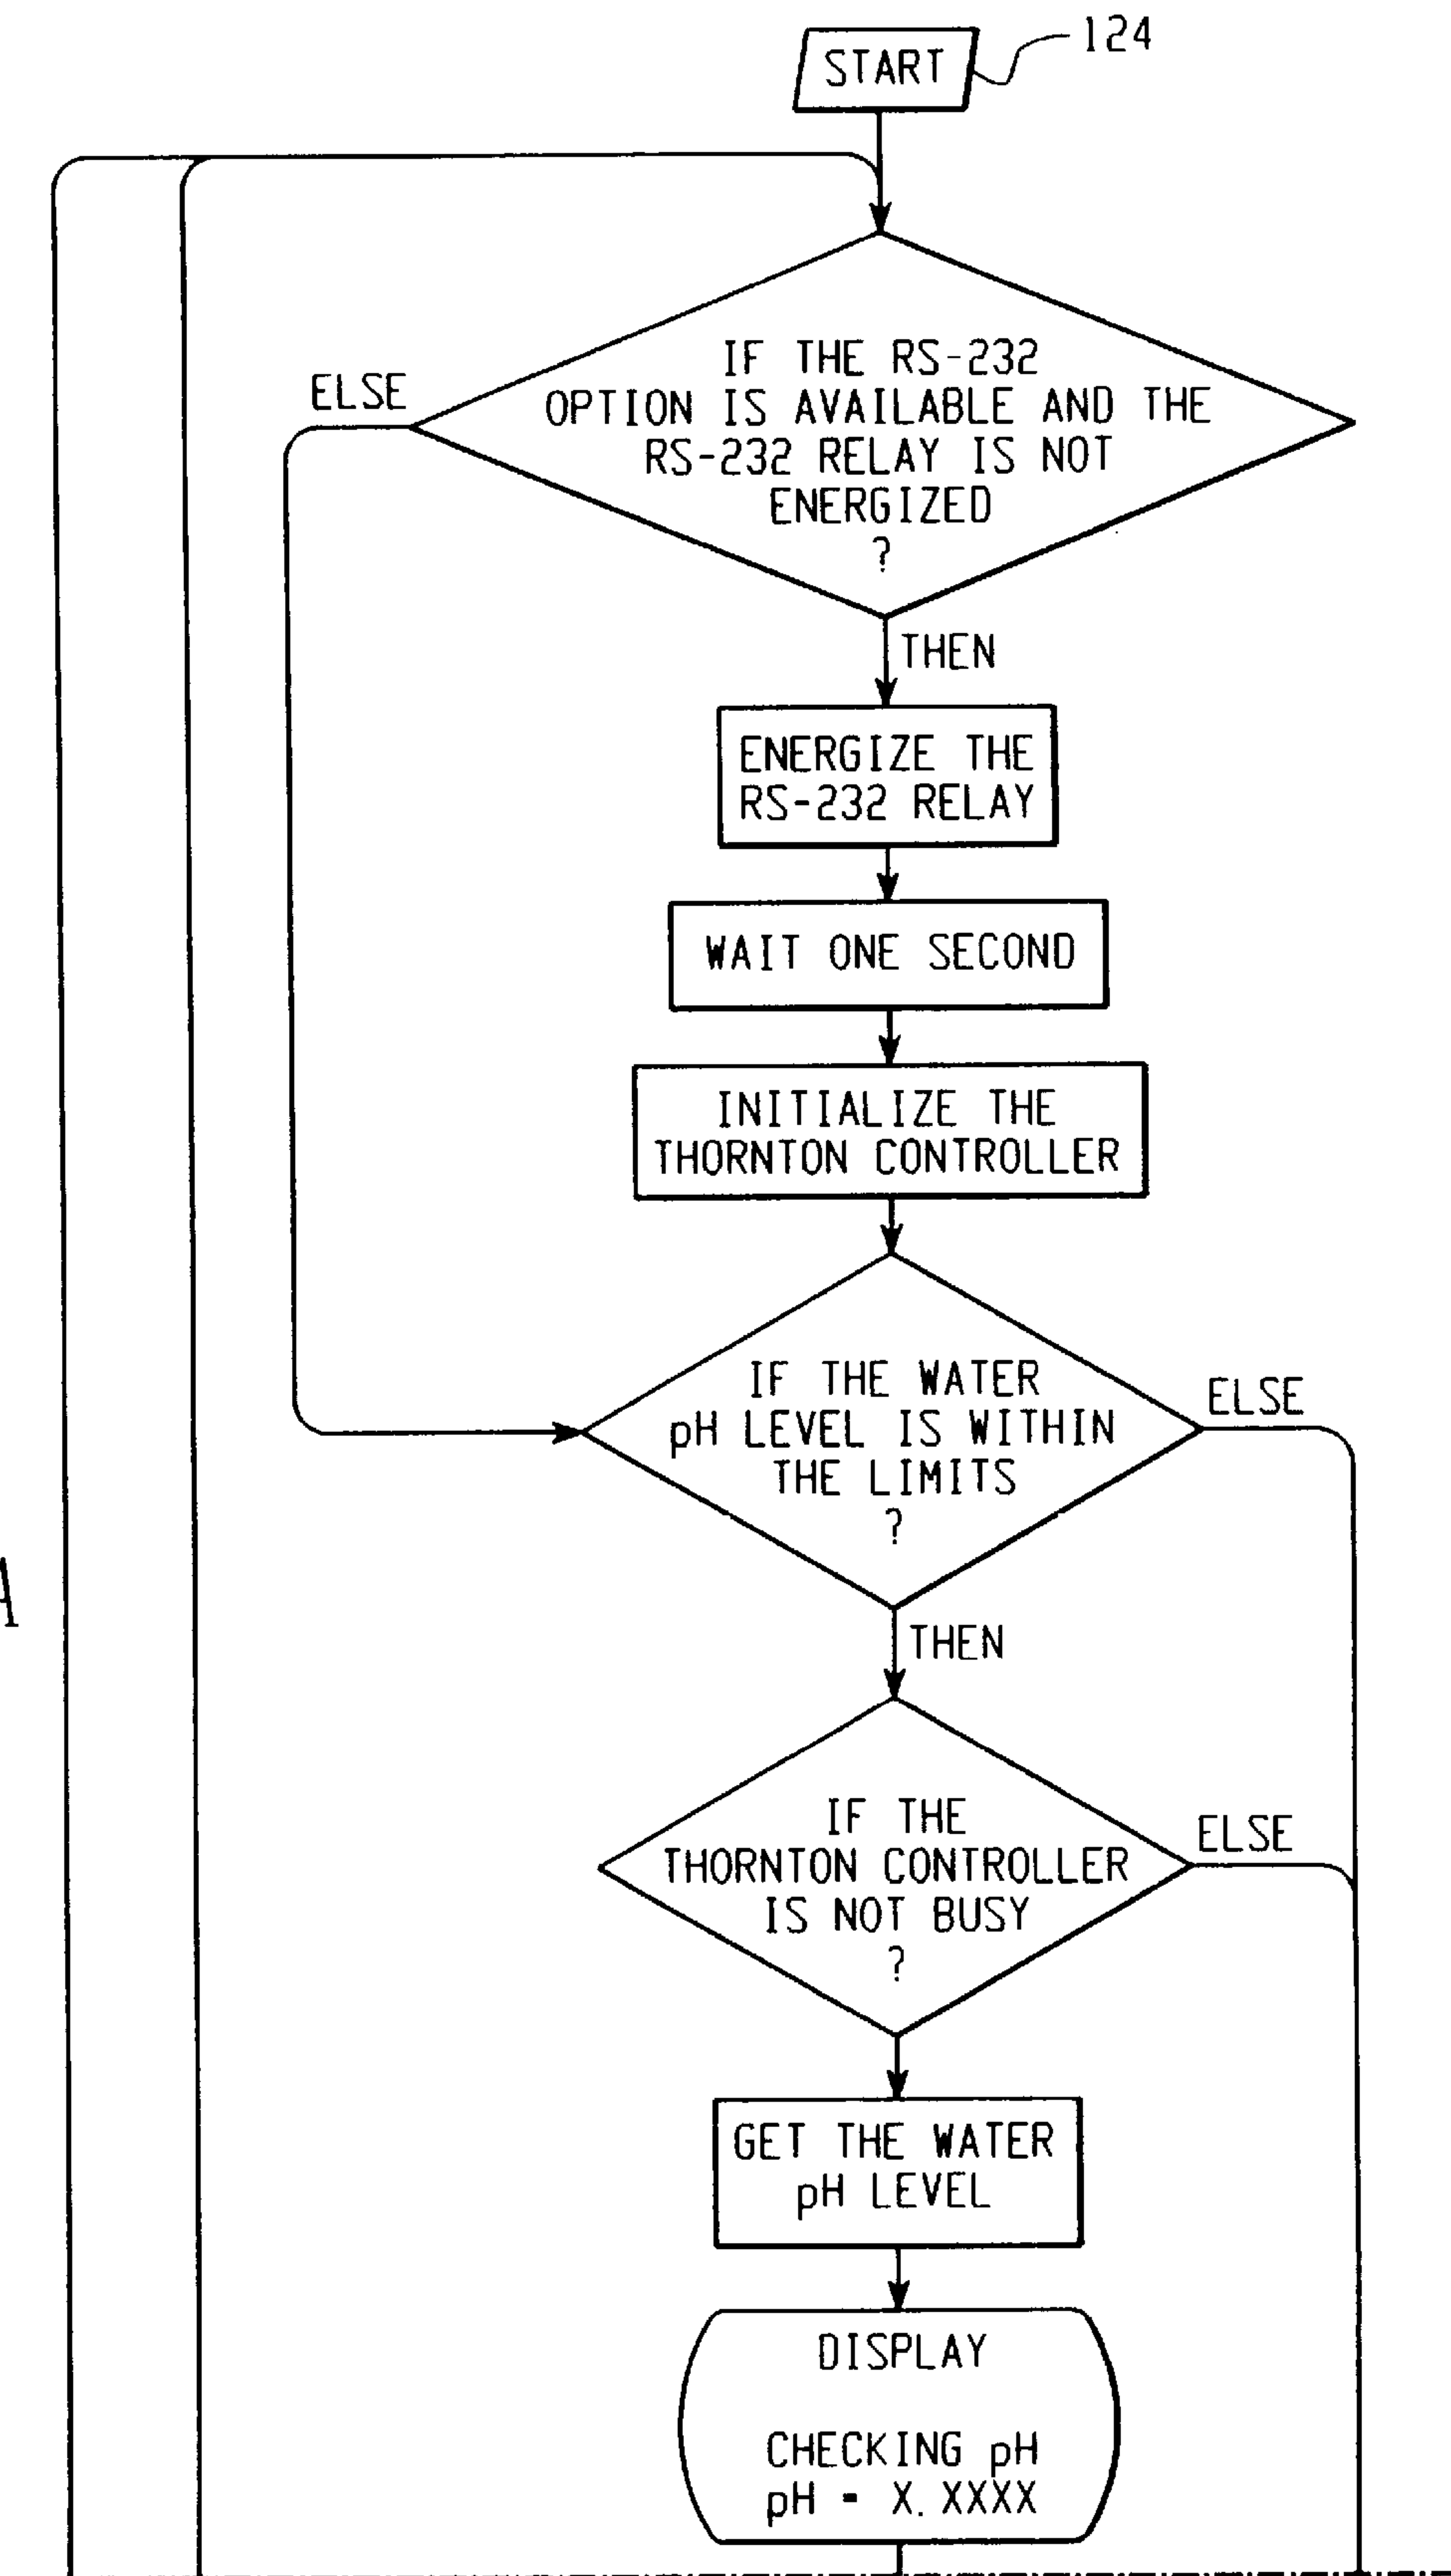 START
124
IF THE RS-232
OPTION IS AVAILABLE AND THE
RS-232 RELAY IS NOT
ENERGIZED
?
ELSE
THEN
ENERGIZE THE
RS-232 RELAY
WAIT ONE SECOND
INITIALIZE THE
THORNTON CONTROLLER
IF THE WATER
pH LEVEL IS WITHIN
THE LIMITS
?
ELSE
A
THEN
IF THE
THORNTON CONTROLLER
IS NOT BUSY
?
ELSE
GET THE WATER
pH LEVEL
DISPLAY
CHECKING pH
pH = X.XXXX